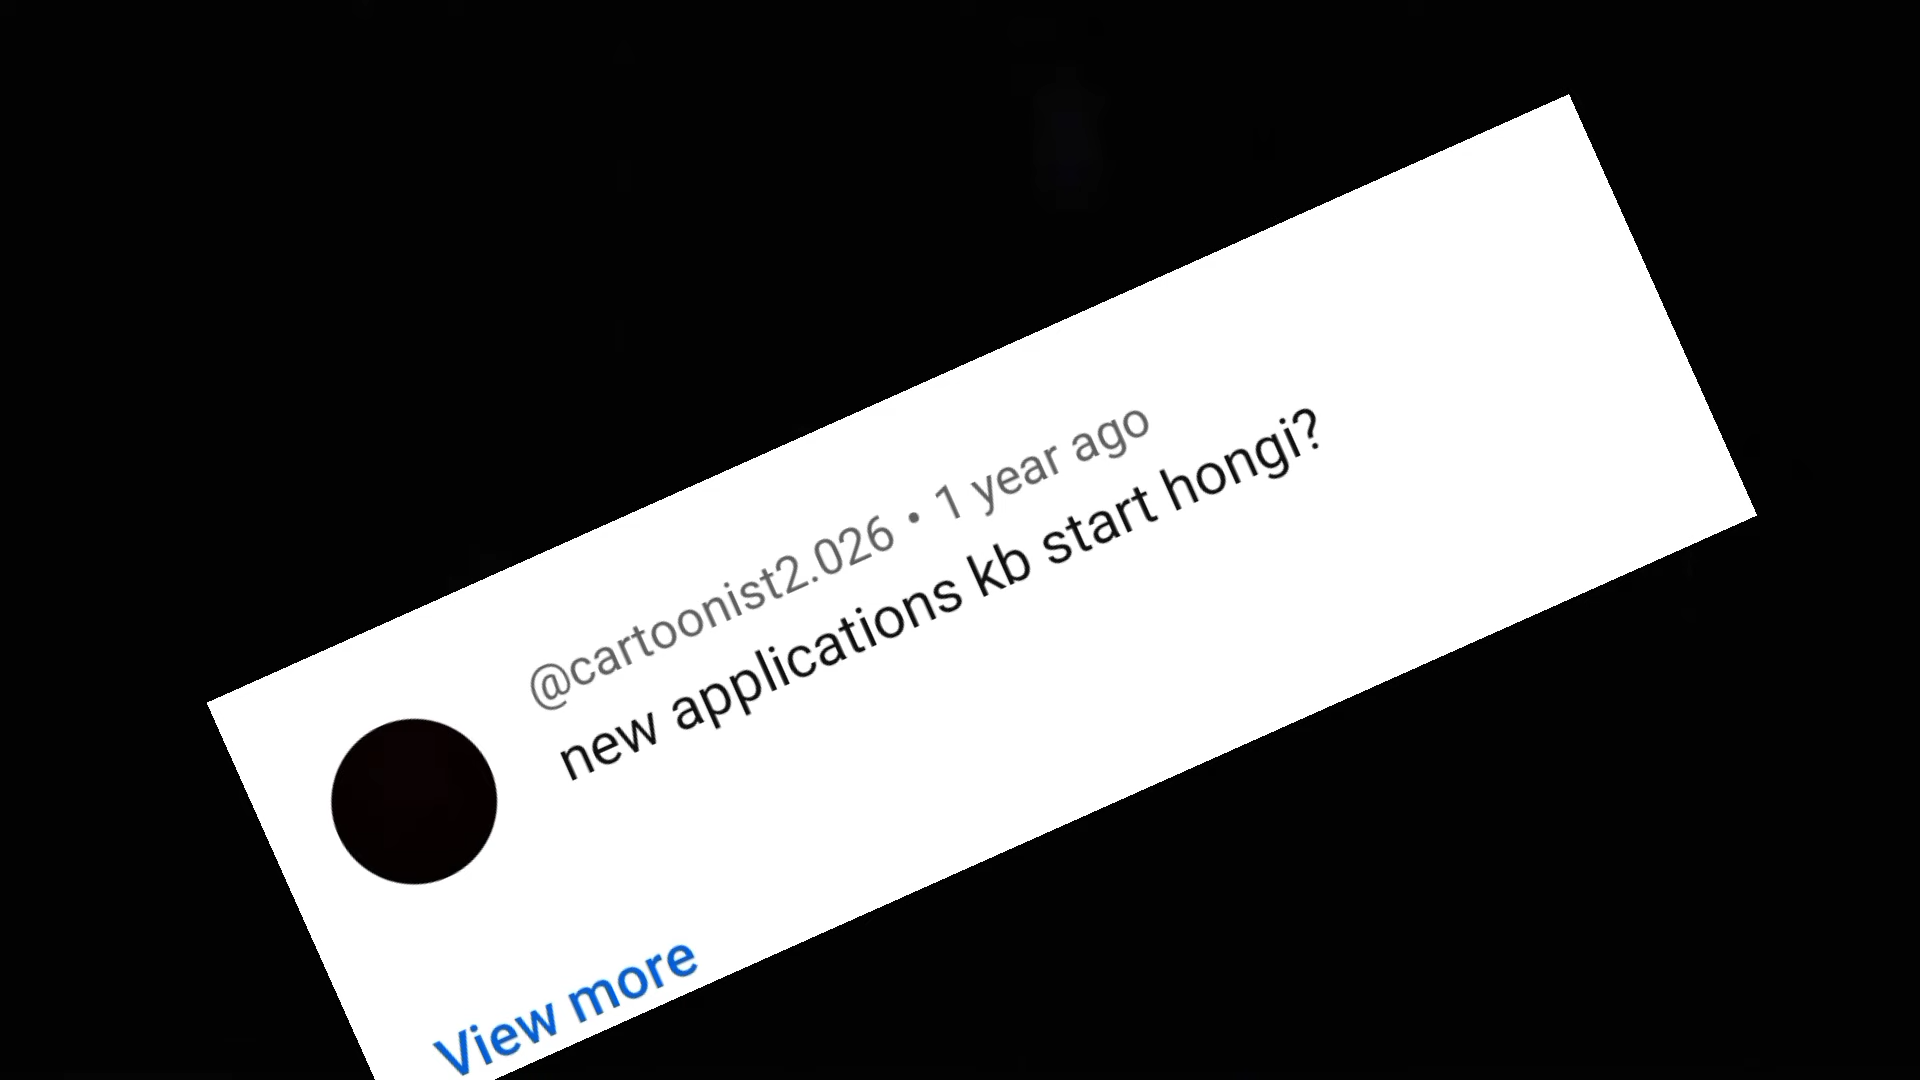 @cartoonist2.026 • 1 year ago
new applications kb start hongi?
View more